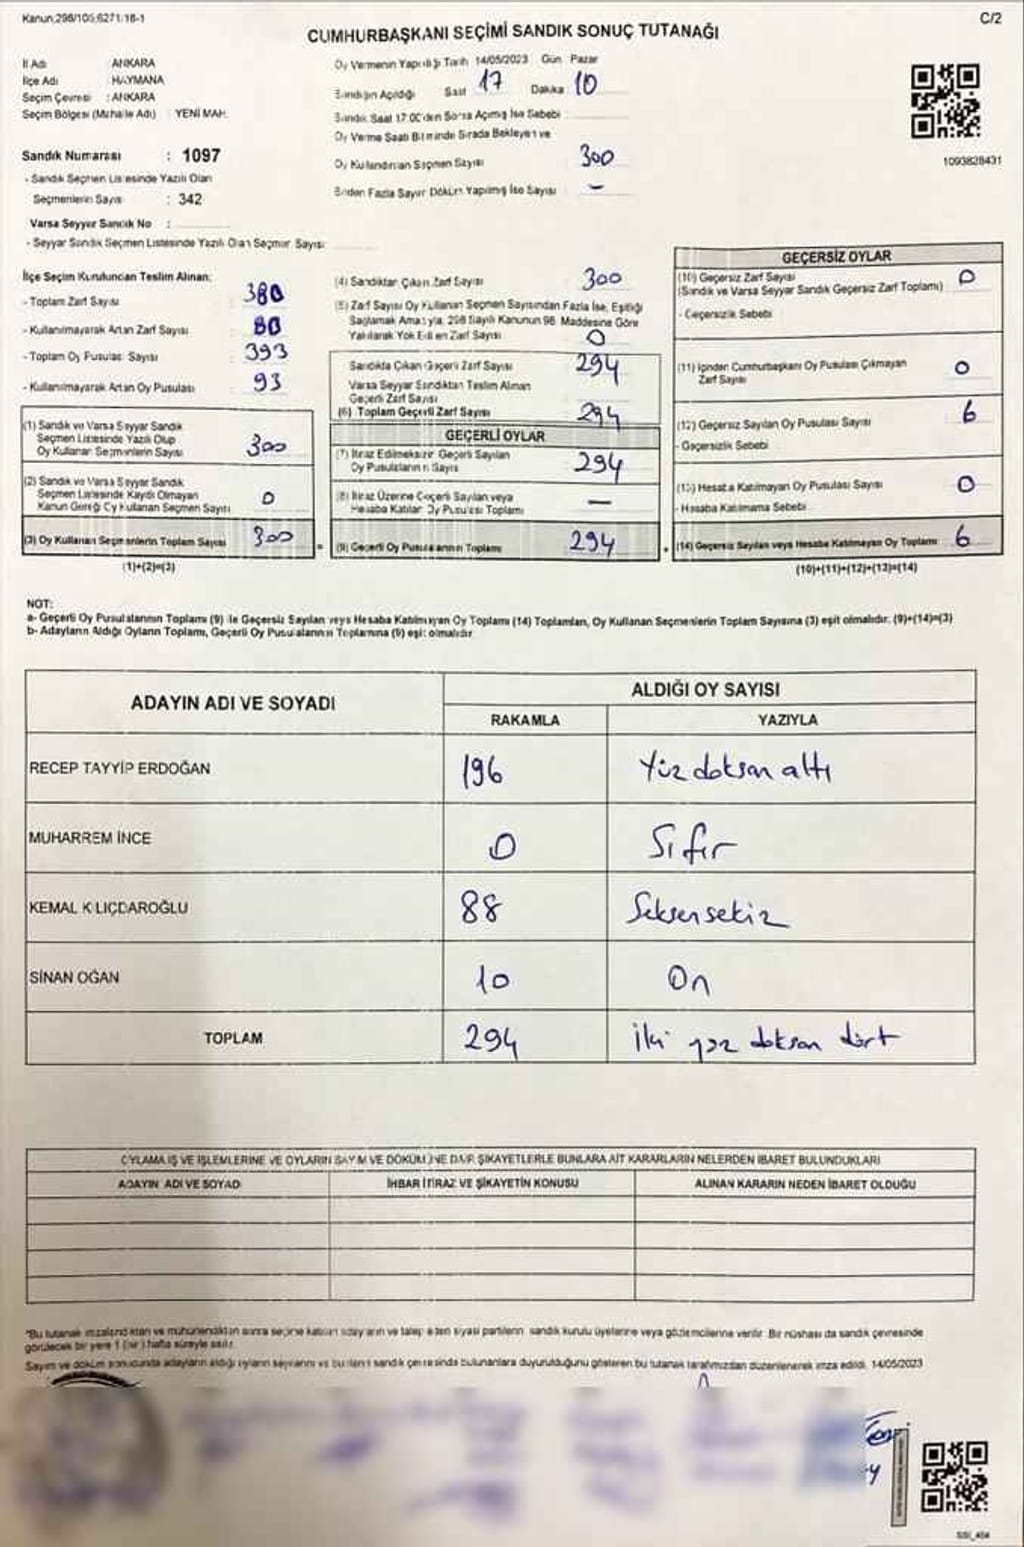 Kanun:298/105;6271/18-1
C/2
CUMHURBAŞKANI SEÇİMİ SANDIK SONUÇ TUTANAĞI
İl Adı ANKARA
İlçe Adı : HAYMANA
Seçim Çevresi : ANKARA
Seçim Bölgesi (Mahalle Adı) YENİ MAH.
Sandık Numarası : 1097
- Sandık Seçmen Listesinde Yazılı Olan
Seçmenlerin Sayısı : 342
Varsa Seyyar Sandık No :
- Seyyar Sandık Seçmen Listesinde Yazılı Olan Seçmen Sayısı
Oy Vermenin Yapıldığı Tarih 14/05/2023 Gün Pazar
Sandığın Açıldığı Saat 17 Dakika 10
Sandık Saat 17:00'den Sonra Açılmış İse Sebebi :
Oy Verme Saati Bitiminde Sırada Bekleyen ve
Oy Kullandırılan Seçmen Sayısı 300
Birden Fazla Sayım Döküm Yapılmış İse Sayısı –
1093828431
İlçe Seçim Kurulundan Teslim Alınan:
- Toplam Zarf Sayısı 380
- Kullanılmayarak Artan Zarf Sayısı 80
- Toplam Oy Pusulası Sayısı 393
- Kullanılmayarak Artan Oy Pusulası 93
(1) Sandık ve Varsa Seyyar Sandık
Seçmen Listesinde Yazılı Olup
Oy Kullanan Seçmenlerin Sayısı 300
(2) Sandık ve Varsa Seyyar Sandık
Seçmen Listesinde Kaydı Olmayan
Kanun Gereği Oy Kullanan Seçmen Sayısı 0
(3) Oy Kullanan Seçmenlerin Toplam Sayısı 300
(1)+(2)=(3)
(4) Sandıktan Çıkan Zarf Sayısı 300
(5) Zarf Sayısı Oy Kullanan Seçmen Sayısından Fazla İse, Eşitliği
Sağlamak Amacıyla, 298 Sayılı Kanunun 98. Maddesine Göre
Yakılarak Yok Edilen Zarf Sayısı 0
Sandıkta Çıkan Geçerli Zarf Sayısı 294
Varsa Seyyar Sandıktan Teslim Alınan
Geçerli Zarf Sayısı
(6) Toplam Geçerli Zarf Sayısı 294
GEÇERLİ OYLAR
(7) İtiraz Edilmeksizin Geçerli Sayılan
Oy Pusulalarının Sayısı 294
(8) İtiraz Üzerine Geçerli Sayılan veya
Hesaba Katılan Oy Pusulası Toplamı —
(9) Geçerli Oy Pusulalarının Toplamı 294
GEÇERSİZ OYLAR
(10) Geçersiz Zarf Sayısı 0
(Sandık ve Varsa Seyyar Sandık Geçersiz Zarf Toplamı)
- Geçersizlik Sebebi
(11) İçinden Cumhurbaşkanı Oy Pusulası Çıkmayan
Zarf Sayısı 0
(12) Geçersiz Sayılan Oy Pusulası Sayısı 6
- Geçersizlik Sebebi
(13) Hesaba Katılmayan Oy Pusulası Sayısı 0
- Hesaba Katılmama Sebebi
(14) Geçersiz Sayılan veya Hesaba Katılmayan Oy Toplamı 6
(10)+(11)+(12)+(13)=(14)
NOT:
a- Geçerli Oy Pusulalarının Toplamı (9) ile Geçersiz Sayılan veya Hesaba Katılmayan Oy Toplamı (14) Toplamları, Oy Kullanan Seçmenlerin Toplam Sayısına (3) eşit olmalıdır. (9)+(14)=(3)
b- Adayların Aldığı Oyların Toplamı, Geçerli Oy Pusulalarının Toplamına (9) eşit olmalıdır.
ADAYIN ADI VE SOYADI ALDIĞI OY SAYISI
RAKAMLA YAZIYLA
RECEP TAYYİP ERDOĞAN 196 Yüz doksan altı
MUHARREM İNCE 0 Sıfır
KEMAL KILIÇDAROĞLU 88 Seksensekiz
SİNAN OĞAN 10 On
TOPLAM 294 İki yüz doksan dört
OYLAMA İŞ VE İŞLEMLERİNE VE OYLARIN SAYIM VE DÖKÜMÜNE DAİR ŞİKAYETLERLE BUNLARA AİT KARARLARIN NELERDEN İBARET BULUNDUKLARI
ADAYIN ADI VE SOYADI İHBAR İTİRAZ VE ŞİKAYETİN KONUSU ALINAN KARARIN NEDEN İBARET OLDUĞU
*Bu tutanak imzalandıktan ve mühürlendikten sonra seçime katılan adayların ve talep eden siyasi partilerin sandık kurulu üyelerine veya gözlemcilerine verilir. Bir nüshası da sandık çevresinde
görülecek bir yere 1 (bir) hafta süreyle asılır.
Sayım ve döküm sonucunda adayların aldığı oyların sayılarını ve bunların sandık çevresinde bulunanlara duyurulduğunu gösteren bu tutanak tarafımızdan düzenlenerek imza edildi. 14/05/2023